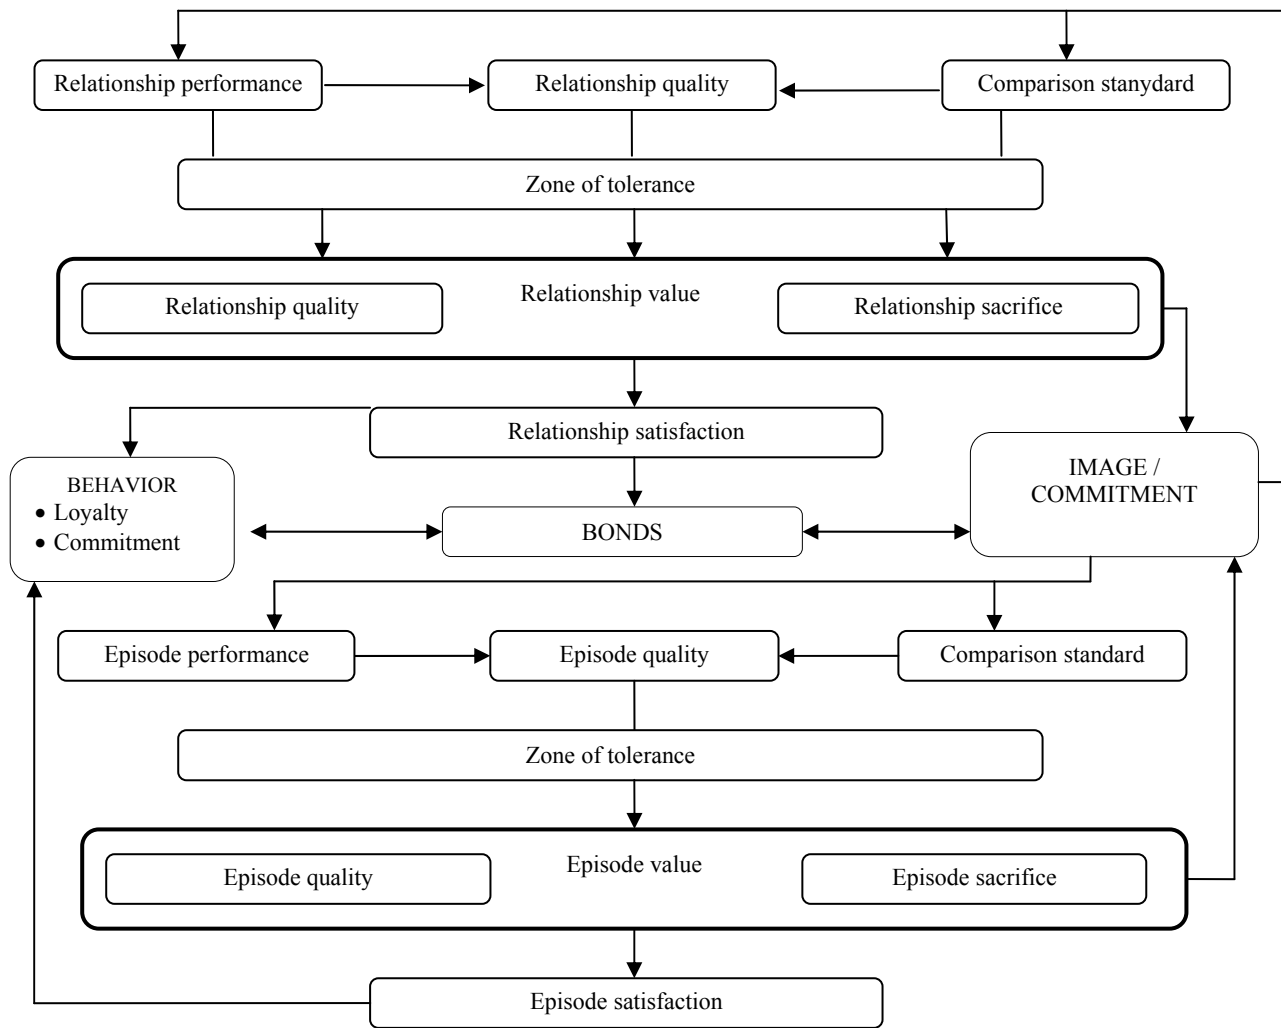 Relationship performance
Relationship quality
Comparison stanydard
Zone of tolerance
Relationship quality
Relationship value
Relationship sacrifice
Relationship satisfaction
BEHAVIOR
• Loyalty
• Commitment
BONDS
IMAGE /
COMMITMENT
Episode performance
Episode quality
Comparison standard
Zone of tolerance
Episode quality
Episode value
Episode sacrifice
Episode satisfaction